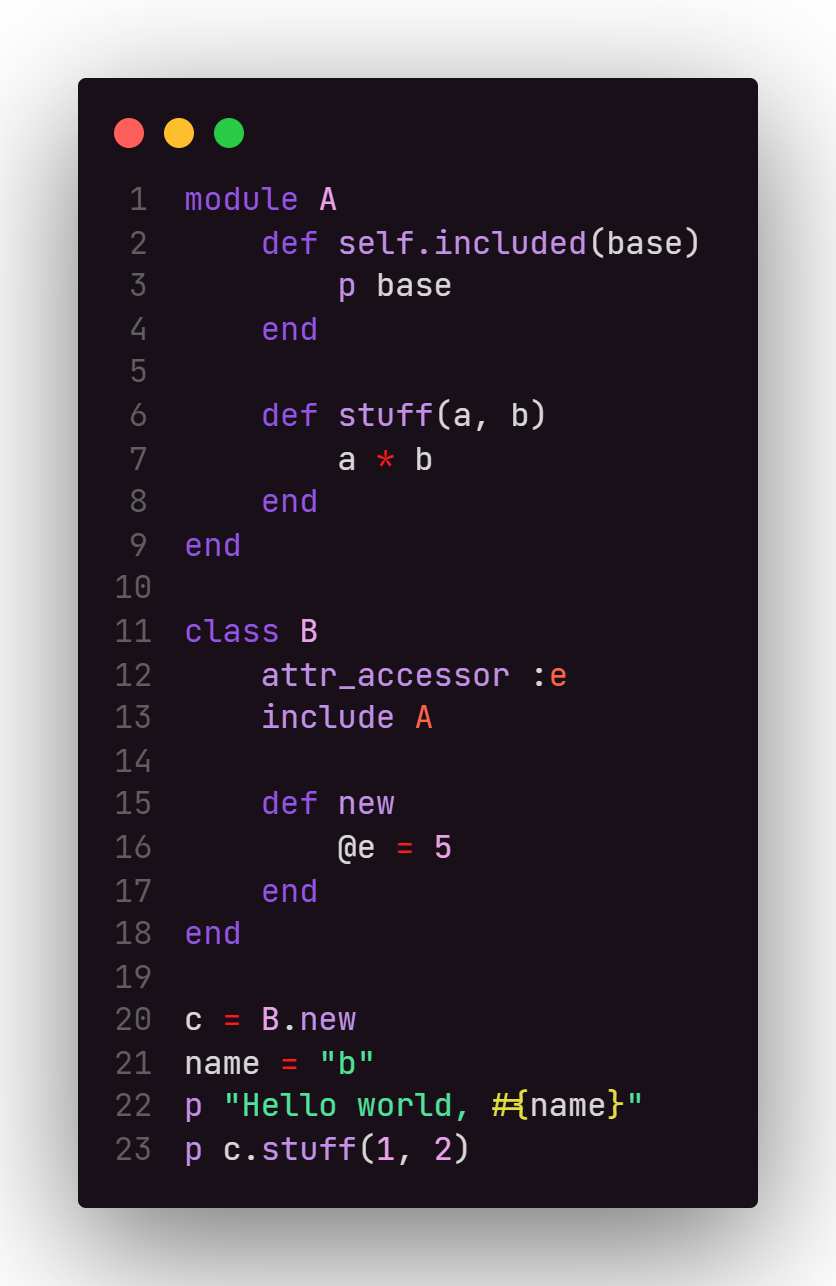 1 module A
2     def self.included(base)
3         p base
4     end
5
6     def stuff(a, b)
7         a * b
8     end
9 end
10
11 class B
12     attr_accessor :e
13     include A
14
15     def new
16         @e = 5
17     end
18 end
19
20 c = B.new
21 name = "b"
22 p "Hello world, #{name}"
23 p c.stuff(1, 2)